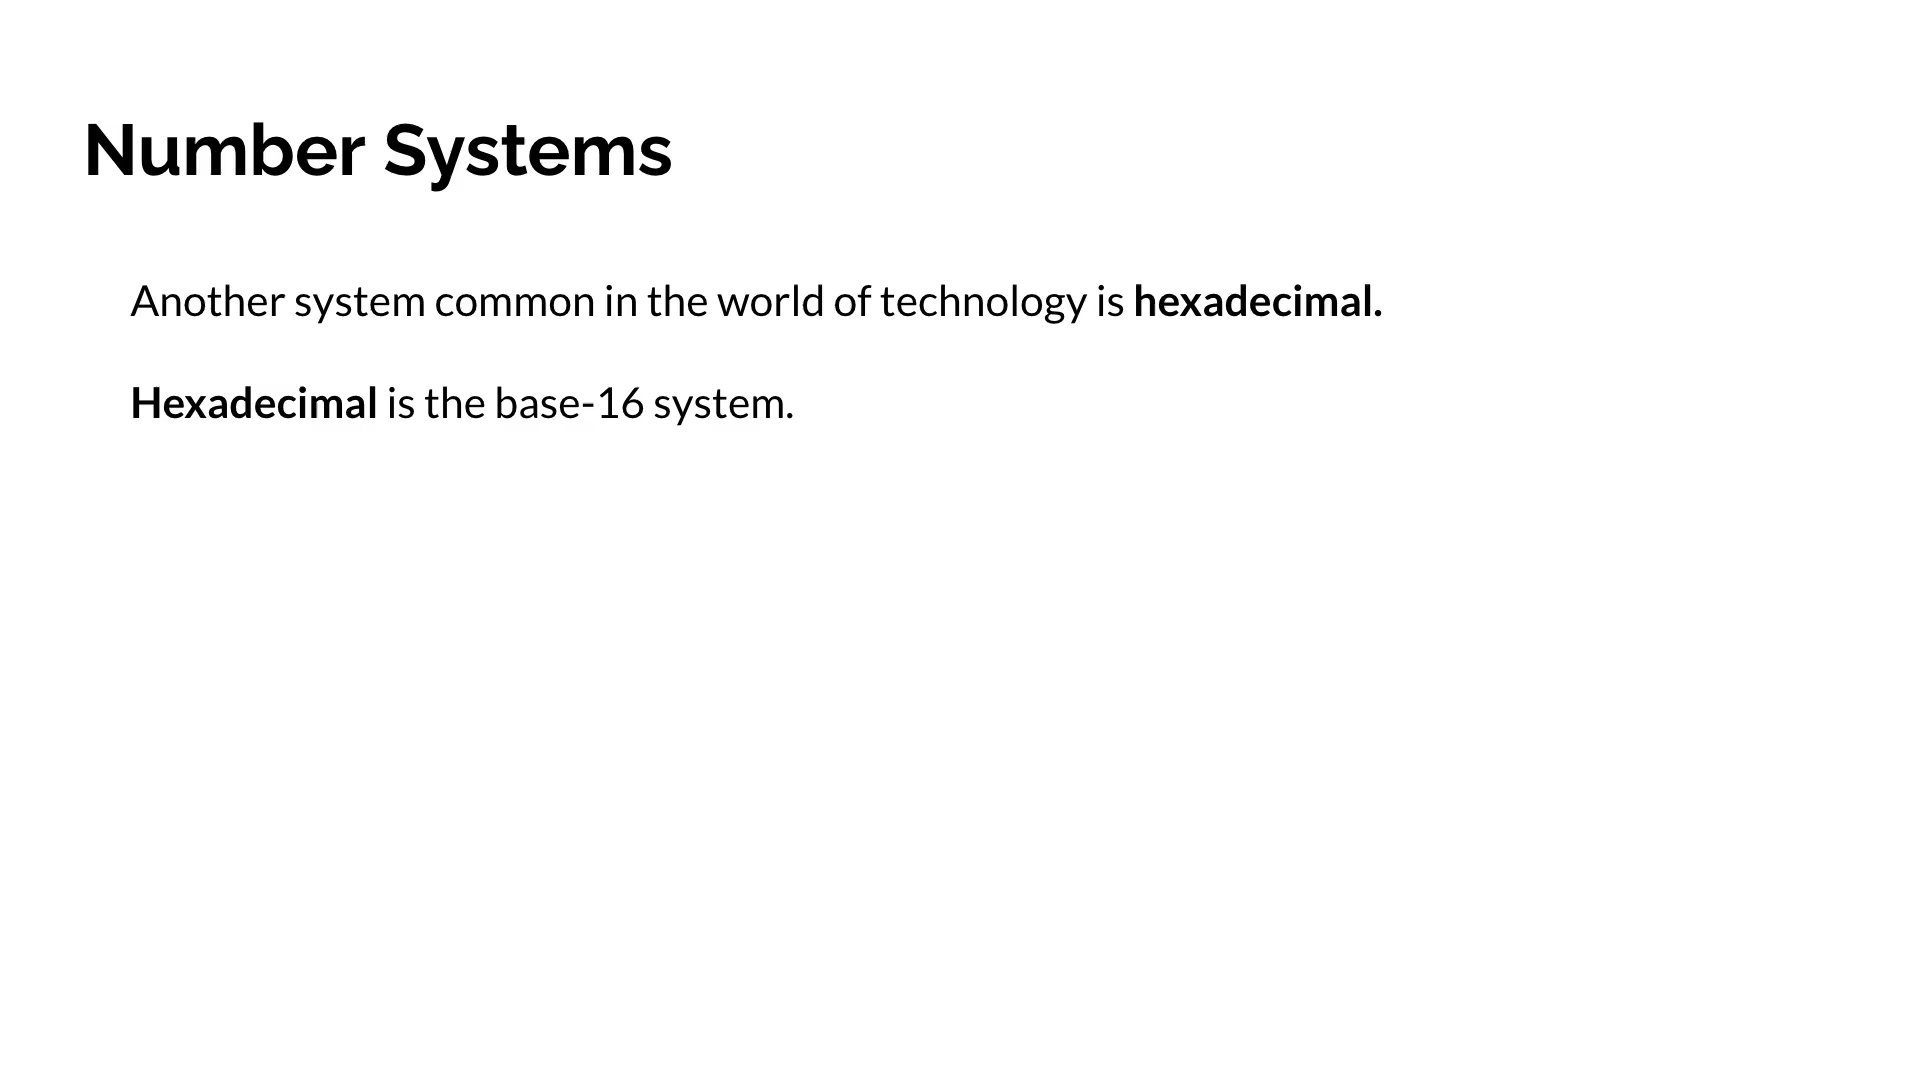 Number Systems
Another system common in the world of technology is hexadecimal.
Hexadecimal is the base-16 system.